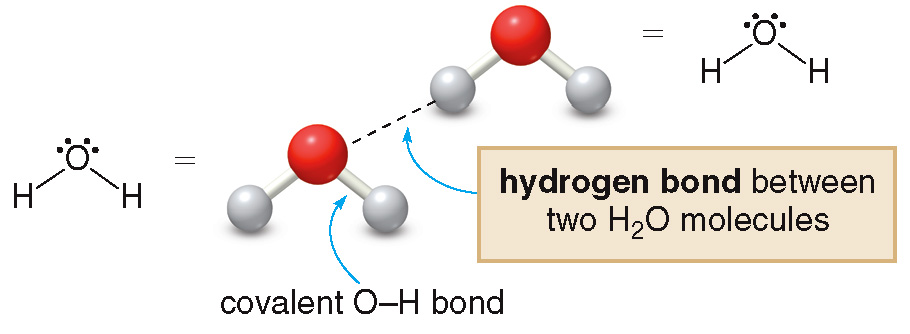 =
O
H H
O
H H
=
hydrogen bond between
two H₂O molecules
covalent O–H bond